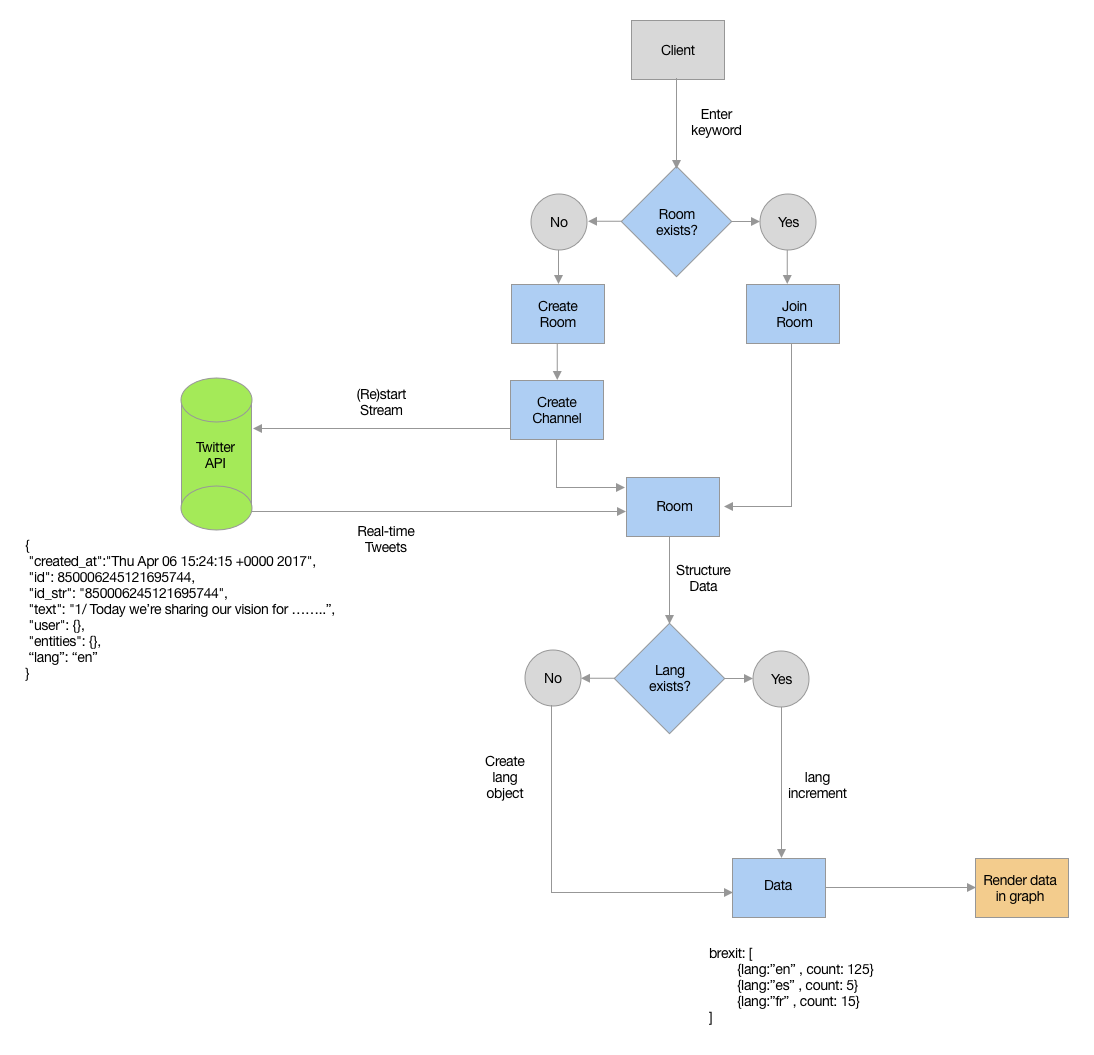 Client
Enter
keyword
No
Room
exists?
Yes
Create
Room
Join
Room
(Re)start
Stream
Create
Channel
Twitter
API
Room
Real-time
Tweets
{
"created_at":"Thu Apr 06 15:24:15 +0000 2017",
"id": 850006245121695744,
"id_str": "850006245121695744",
"text": "1/ Today we’re sharing our vision for ……..”,
"user": {},
"entities": {},
“lang”: “en”
}
Structure
Data
No
Lang
exists?
Yes
Create
lang
object
lang
increment
Data
Render data
in graph
brexit: [
{lang:”en” , count: 125}
{lang:”es” , count: 5}
{lang:”fr” , count: 15}
]